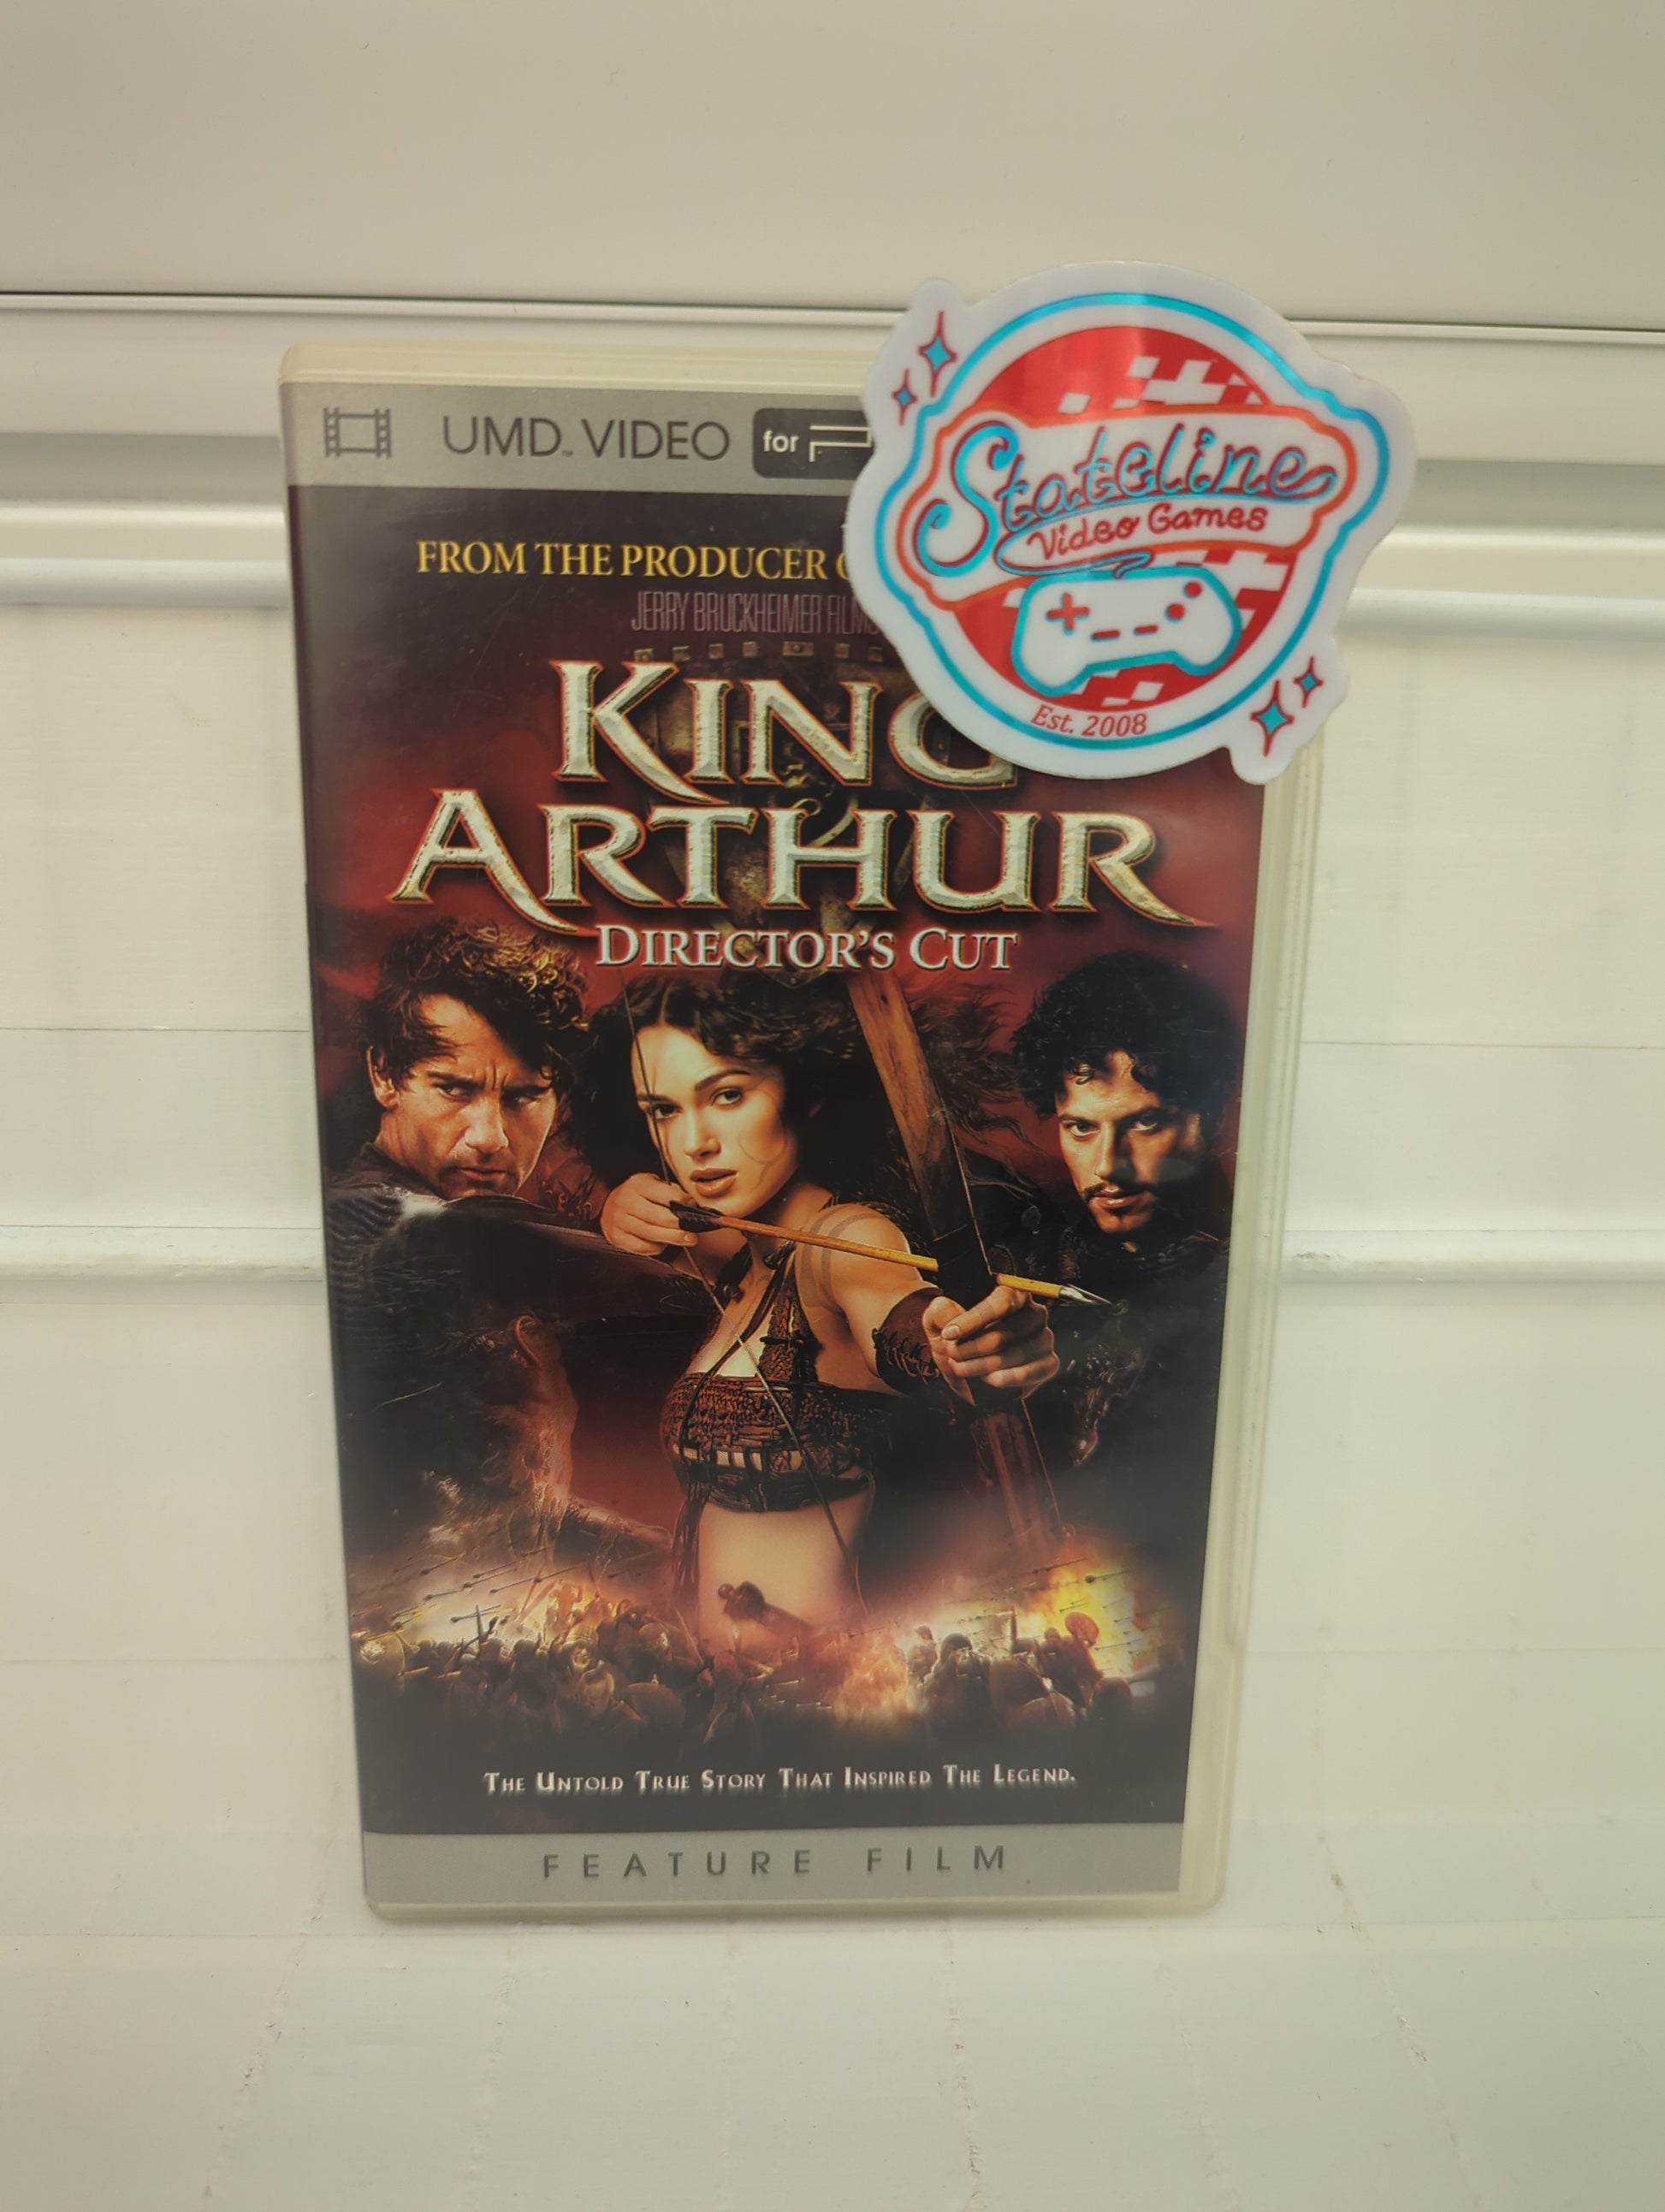 UMD™ VIDEO for
FROM THE PRODUCER
JERRY BRUCKHEIMER FILMS
KING
ARTHUR
DIRECTOR'S CUT
THE UNTOLD TRUE STORY THAT INSPIRED THE LEGEND.
FEATURE FILM
Stateline
Video Games
Est. 2008